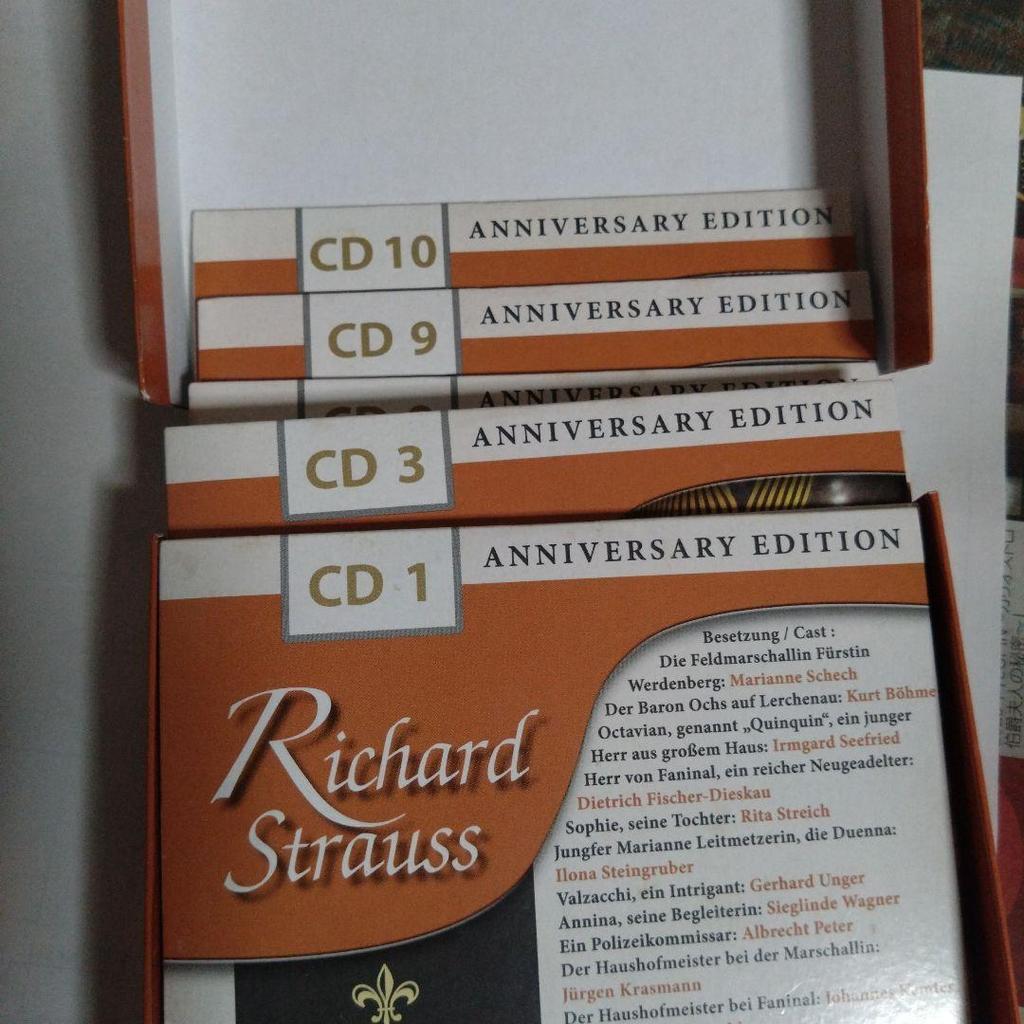 CD 10
ANNIVERSARY EDITION
CD 9
ANNIVERSARY EDITION
ANNIVERSARY EDITION
CD 3
ANNIVERSARY EDITION
CD 1
ANNIVERSARY EDITION
Richard
Strauss
Besetzung / Cast :
Die Feldmarschallin Fürstin
Werdenberg: Marianne Schech
Der Baron Ochs auf Lerchenau: Kurt Böhme
Octavian, genannt „Quinquin“, ein junger
Herr aus großem Haus: Irmgard Seefried
Herr von Faninal, ein reicher Neugeadelter:
Dietrich Fischer-Dieskau
Sophie, seine Tochter: Rita Streich
Jungfer Marianne Leitmetzerin, die Duenna:
Ilona Steingruber
Valzacchi, ein Intrigant: Gerhard Unger
Annina, seine Begleiterin: Sieglinde Wagner
Ein Polizeikommissar: Albrecht Peter
Der Haushofmeister bei der Marschallin:
Jürgen Krasmann
Der Haushofmeister bei Faninal: Johannes